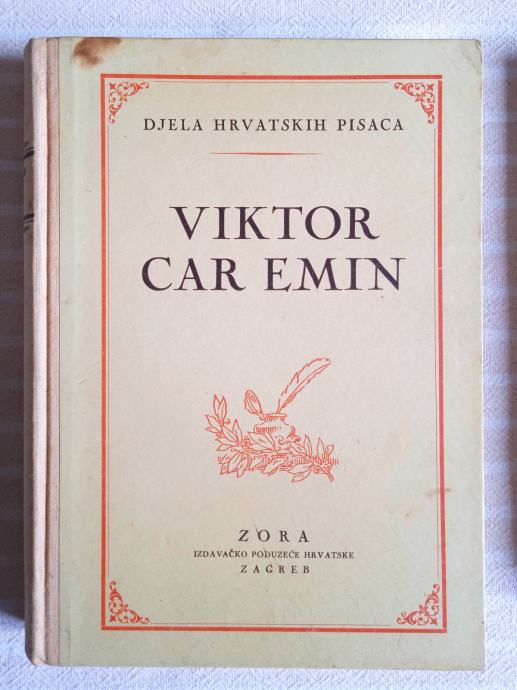 DJELA HRVATSKIH PISACA
VIKTOR
CAR EMIN
ZORA
IZDAVAČKO PODUZEĆE HRVATSKE
ZAGREB